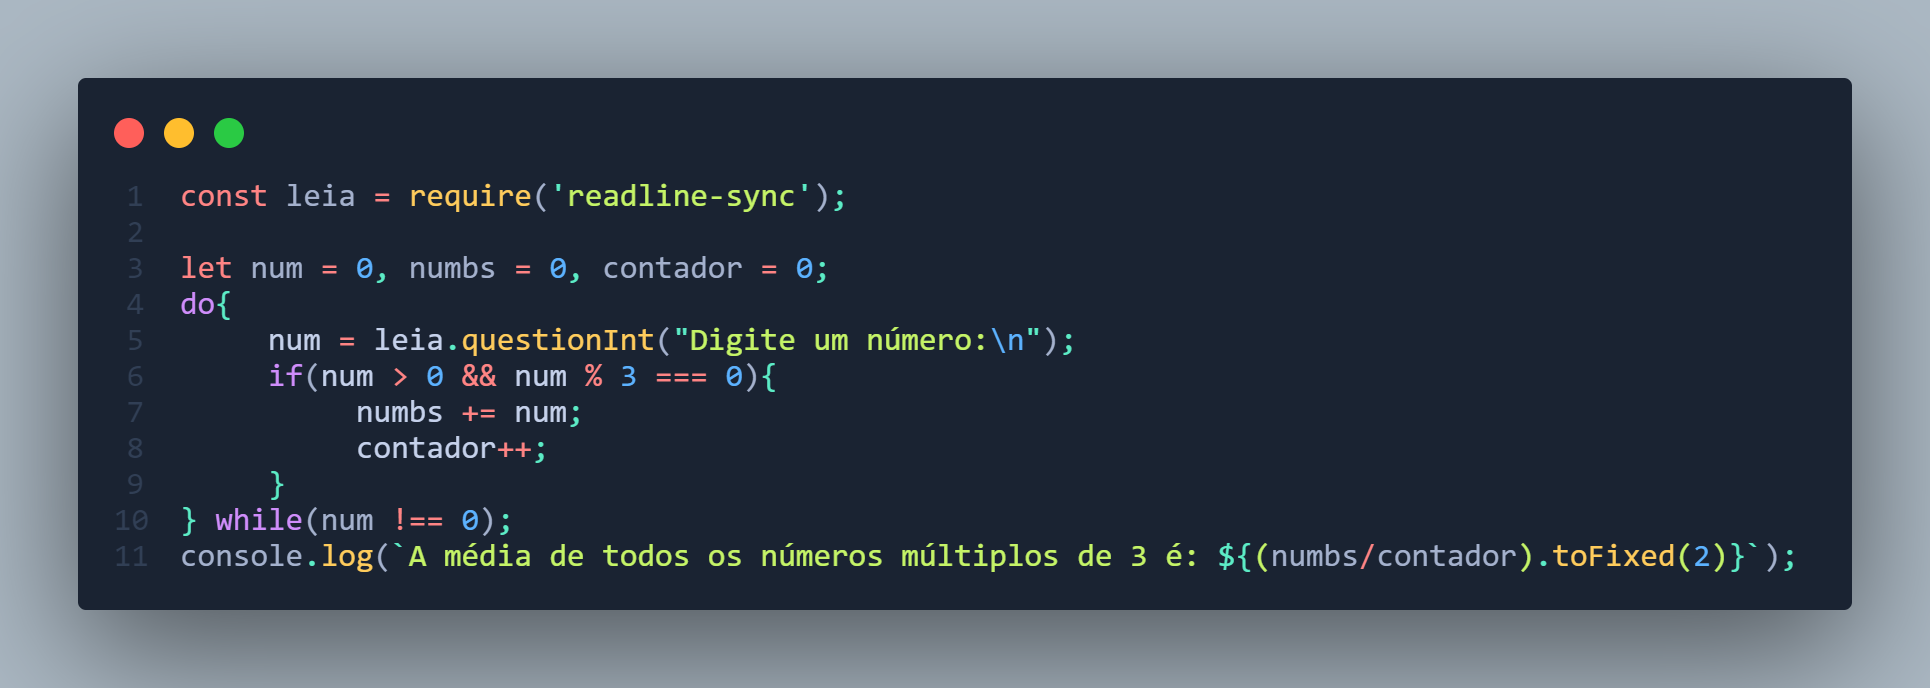 1 const leia = require('readline-sync');
2
3 let num = 0, numbs = 0, contador = 0;
4 do{
5 num = leia.questionInt("Digite um número:\n");
6 if(num > 0 && num % 3 === 0){
7 numbs += num;
8 contador++;
9 }
10 } while(num !== 0);
11 console.log(`A média de todos os números múltiplos de 3 é: ${(numbs/contador).toFixed(2)}`);